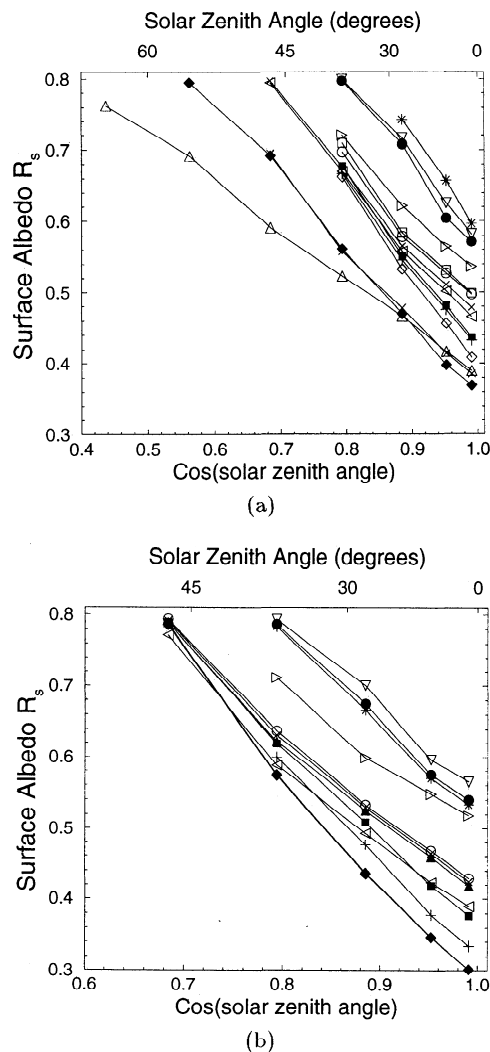 Solar Zenith Angle (degrees)
60 45 30 0
0.8
0.7
0.6
0.5
0.4
0.3
Surface Albedo Rs
0.4 0.5 0.6 0.7 0.8 0.9 1.0
Cos(solar zenith angle)
(a)
Solar Zenith Angle (degrees)
45 30 0
0.8
0.7
0.6
0.5
0.4
0.3
Surface Albedo Rs
0.6 0.7 0.8 0.9 1.0
Cos(solar zenith angle)
(b)